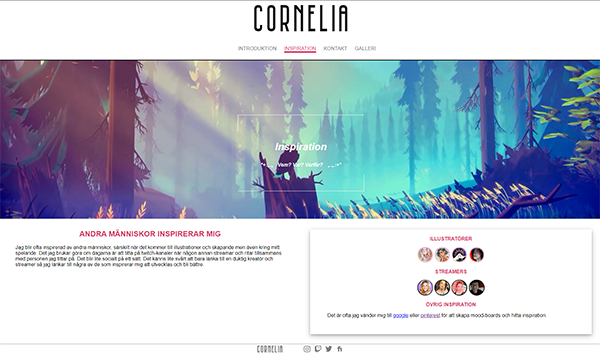 CORNELIA
INTRODUKTION INSPIRATION KONTAKT GALLERI
Inspiration
Vem? Vad? Varför?
ANDRA MÄNNISKOR INSPIRERAR MIG
Jag blir ofta inspirerad av andra människor, särskilt när det kommer till illustrationer och skapande men även kring mitt
spelande. Det jag brukar göra om dagarna är att titta på twitch-kanaler när någon annan streamar och ritar tillsammans
med personen jag tittar på. Det blir lite socialt på ett sätt. Det känns lite svårt att bara länka till en duktig kreatör och
streamer så jag länkar till några av de som inspirerar mig att utvecklas och bli bättre.
ILLUSTRATÖRER
STREAMERS
ÖVRIG INSPIRATION
Det är ofta jag vänder mig till google eller pinterest för att skapa mood-boards och hitta inspiration.
CORNELIA